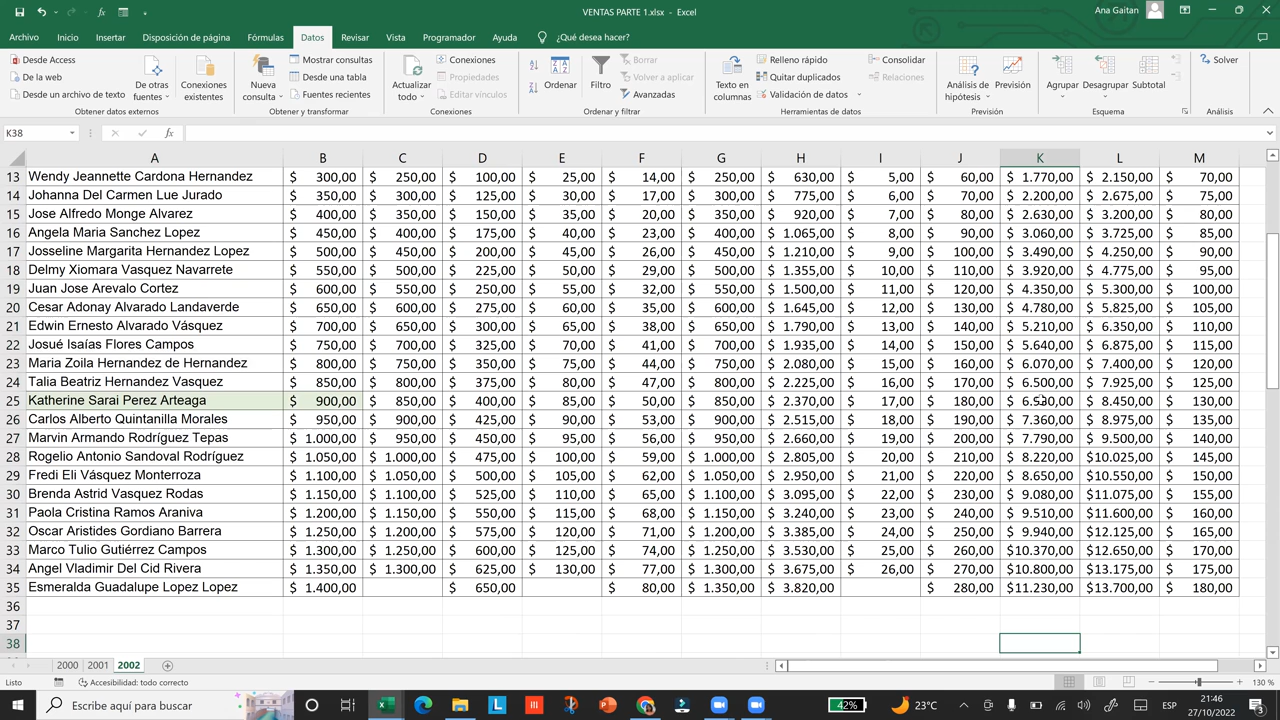 VENTAS PARTE 1.xlsx - Excel
Ana Gaitan
Archivo Inicio Insertar Disposición de página Fórmulas Datos Revisar Vista Programador Ayuda ¿Qué desea hacer?
Desde Access
De la web
Desde un archivo de texto
De otras fuentes
Conexiones existentes
Obtener datos externos
Nueva consulta
Mostrar consultas
Desde una tabla
Fuentes recientes
Obtener y transformar
Actualizar todo
Conexiones
Propiedades
Editar vínculos
Conexiones
Ordenar
Filtro
Borrar
Volver a aplicar
Avanzadas
Ordenar y filtrar
Texto en columnas
Relleno rápido
Quitar duplicados
Validación de datos
Consolidar
Relaciones
Herramientas de datos
Análisis de hipótesis
Previsión
Previsión
Agrupar Desagrupar Subtotal
Esquema
Solver
Análisis
K38 fx
A B C D E F G H I J K L M
13 Wendy Jeannette Cardona Hernandez $ 300,00 $ 250,00 $ 100,00 $ 25,00 $ 14,00 $ 250,00 $ 630,00 $ 5,00 $ 60,00 $ 1.770,00 $ 2.150,00 $ 70,00
14 Johanna Del Carmen Lue Jurado $ 350,00 $ 300,00 $ 125,00 $ 30,00 $ 17,00 $ 300,00 $ 775,00 $ 6,00 $ 70,00 $ 2.200,00 $ 2.675,00 $ 75,00
15 Jose Alfredo Monge Alvarez $ 400,00 $ 350,00 $ 150,00 $ 35,00 $ 20,00 $ 350,00 $ 920,00 $ 7,00 $ 80,00 $ 2.630,00 $ 3.200,00 $ 80,00
16 Angela Maria Sanchez Lopez $ 450,00 $ 400,00 $ 175,00 $ 40,00 $ 23,00 $ 400,00 $ 1.065,00 $ 8,00 $ 90,00 $ 3.060,00 $ 3.725,00 $ 85,00
17 Josseline Margarita Hernandez Lopez $ 500,00 $ 450,00 $ 200,00 $ 45,00 $ 26,00 $ 450,00 $ 1.210,00 $ 9,00 $ 100,00 $ 3.490,00 $ 4.250,00 $ 90,00
18 Delmy Xiomara Vasquez Navarrete $ 550,00 $ 500,00 $ 225,00 $ 50,00 $ 29,00 $ 500,00 $ 1.355,00 $ 10,00 $ 110,00 $ 3.920,00 $ 4.775,00 $ 95,00
19 Juan Jose Arevalo Cortez $ 600,00 $ 550,00 $ 250,00 $ 55,00 $ 32,00 $ 550,00 $ 1.500,00 $ 11,00 $ 120,00 $ 4.350,00 $ 5.300,00 $ 100,00
20 Cesar Adonay Alvarado Landaverde $ 650,00 $ 600,00 $ 275,00 $ 60,00 $ 35,00 $ 600,00 $ 1.645,00 $ 12,00 $ 130,00 $ 4.780,00 $ 5.825,00 $ 105,00
21 Edwin Ernesto Alvarado Vásquez $ 700,00 $ 650,00 $ 300,00 $ 65,00 $ 38,00 $ 650,00 $ 1.790,00 $ 13,00 $ 140,00 $ 5.210,00 $ 6.350,00 $ 110,00
22 Josué Isaías Flores Campos $ 750,00 $ 700,00 $ 325,00 $ 70,00 $ 41,00 $ 700,00 $ 1.935,00 $ 14,00 $ 150,00 $ 5.640,00 $ 6.875,00 $ 115,00
23 Maria Zoila Hernandez de Hernandez $ 800,00 $ 750,00 $ 350,00 $ 75,00 $ 44,00 $ 750,00 $ 2.080,00 $ 15,00 $ 160,00 $ 6.070,00 $ 7.400,00 $ 120,00
24 Talia Beatriz Hernandez Vasquez $ 850,00 $ 800,00 $ 375,00 $ 80,00 $ 47,00 $ 800,00 $ 2.225,00 $ 16,00 $ 170,00 $ 6.500,00 $ 7.925,00 $ 125,00
25 Katherine Sarai Perez Arteaga $ 900,00 $ 850,00 $ 400,00 $ 85,00 $ 50,00 $ 850,00 $ 2.370,00 $ 17,00 $ 180,00 $ $ 8.450,00 $ 130,00
26 Carlos Alberto Quintanilla Morales $ 950,00 $ 900,00 $ 425,00 $ 90,00 $ 53,00 $ 900,00 $ 2.515,00 $ 18,00 $ 190,00 $ 7.360,00 $ 8.975,00 $ 135,00
27 Marvin Armando Rodríguez Tepas $ 1.000,00 $ 950,00 $ 450,00 $ 95,00 $ 56,00 $ 950,00 $ 2.660,00 $ 19,00 $ 200,00 $ 7.790,00 $ 9.500,00 $ 140,00
28 Rogelio Antonio Sandoval Rodríguez $ 1.050,00 $ 1.000,00 $ 475,00 $ 100,00 $ 59,00 $ 1.000,00 $ 2.805,00 $ 20,00 $ 210,00 $ 8.220,00 $10.025,00 $ 145,00
29 Fredi Eli Vásquez Monterroza $ 1.100,00 $ 1.050,00 $ 500,00 $ 105,00 $ 62,00 $ 1.050,00 $ 2.950,00 $ 21,00 $ 220,00 $ 8.650,00 $10.550,00 $ 150,00
30 Brenda Astrid Vasquez Rodas $ 1.150,00 $ 1.100,00 $ 525,00 $ 110,00 $ 65,00 $ 1.100,00 $ 3.095,00 $ 22,00 $ 230,00 $ 9.080,00 $11.075,00 $ 155,00
31 Paola Cristina Ramos Araniva $ 1.200,00 $ 1.150,00 $ 550,00 $ 115,00 $ 68,00 $ 1.150,00 $ 3.240,00 $ 23,00 $ 240,00 $ 9.510,00 $11.600,00 $ 160,00
32 Oscar Aristides Gordiano Barrera $ 1.250,00 $ 1.200,00 $ 575,00 $ 120,00 $ 71,00 $ 1.200,00 $ 3.385,00 $ 24,00 $ 250,00 $ 9.940,00 $12.125,00 $ 165,00
33 Marco Tulio Gutiérrez Campos $ 1.300,00 $ 1.250,00 $ 600,00 $ 125,00 $ 74,00 $ 1.250,00 $ 3.530,00 $ 25,00 $ 260,00 $10.370,00 $12.650,00 $ 170,00
34 Angel Vladimir Del Cid Rivera $ 1.350,00 $ 1.300,00 $ 625,00 $ 130,00 $ 77,00 $ 1.300,00 $ 3.675,00 $ 26,00 $ 270,00 $10.800,00 $13.175,00 $ 175,00
35 Esmeralda Guadalupe Lopez Lopez $ 1.400,00 $ 650,00 $ 80,00 $ 1.350,00 $ 3.820,00 $ 280,00 $11.230,00 $13.700,00 $ 180,00
36
37
38
2000 2001 2002
Listo Accesibilidad: todo correcto 130 %
Escribe aquí para buscar
42% 23°C ESP 21:46
27/10/2022